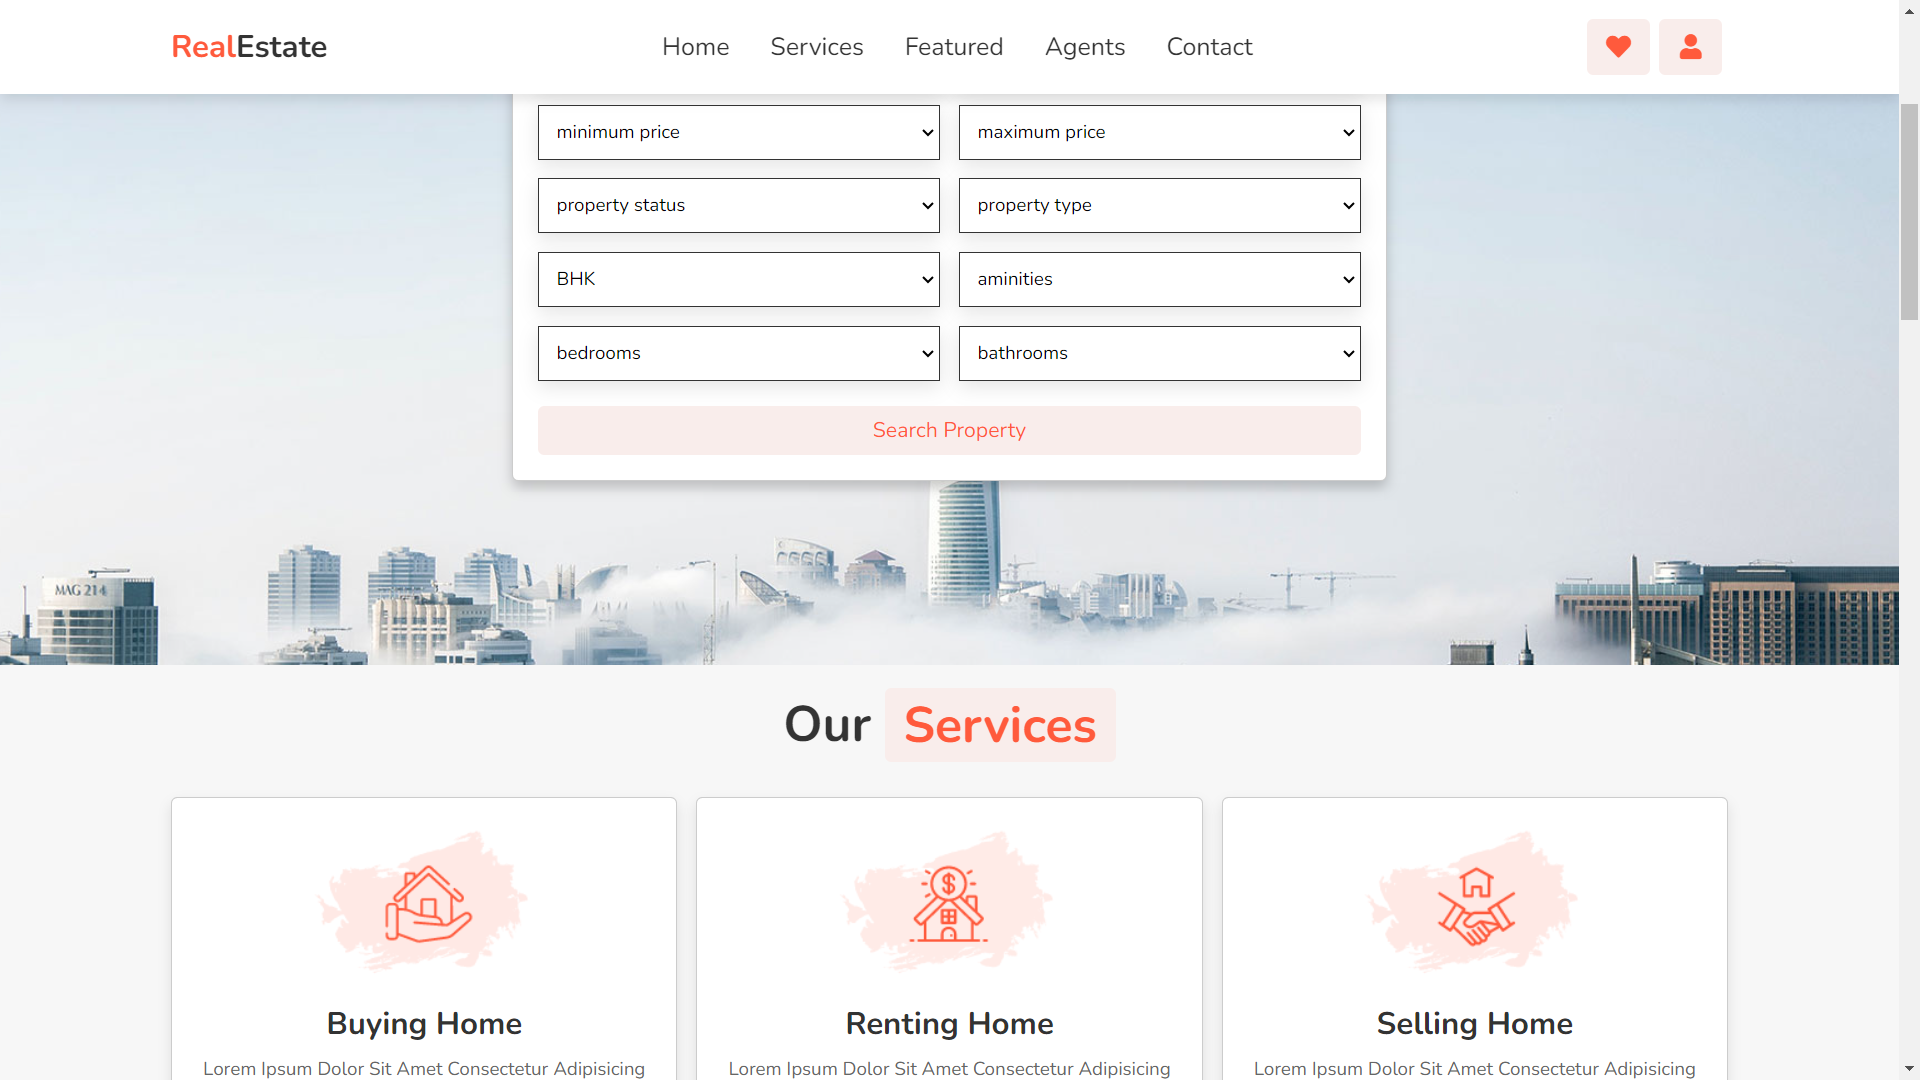 RealEstate
Home Services Featured Agents Contact
minimum price
maximum price
property status
property type
BHK
aminities
bedrooms
bathrooms
Search Property
MAG 214
Our Services
Buying Home
Lorem Ipsum Dolor Sit Amet Consectetur Adipisicing
Renting Home
Lorem Ipsum Dolor Sit Amet Consectetur Adipisicing
Selling Home
Lorem Ipsum Dolor Sit Amet Consectetur Adipisicing